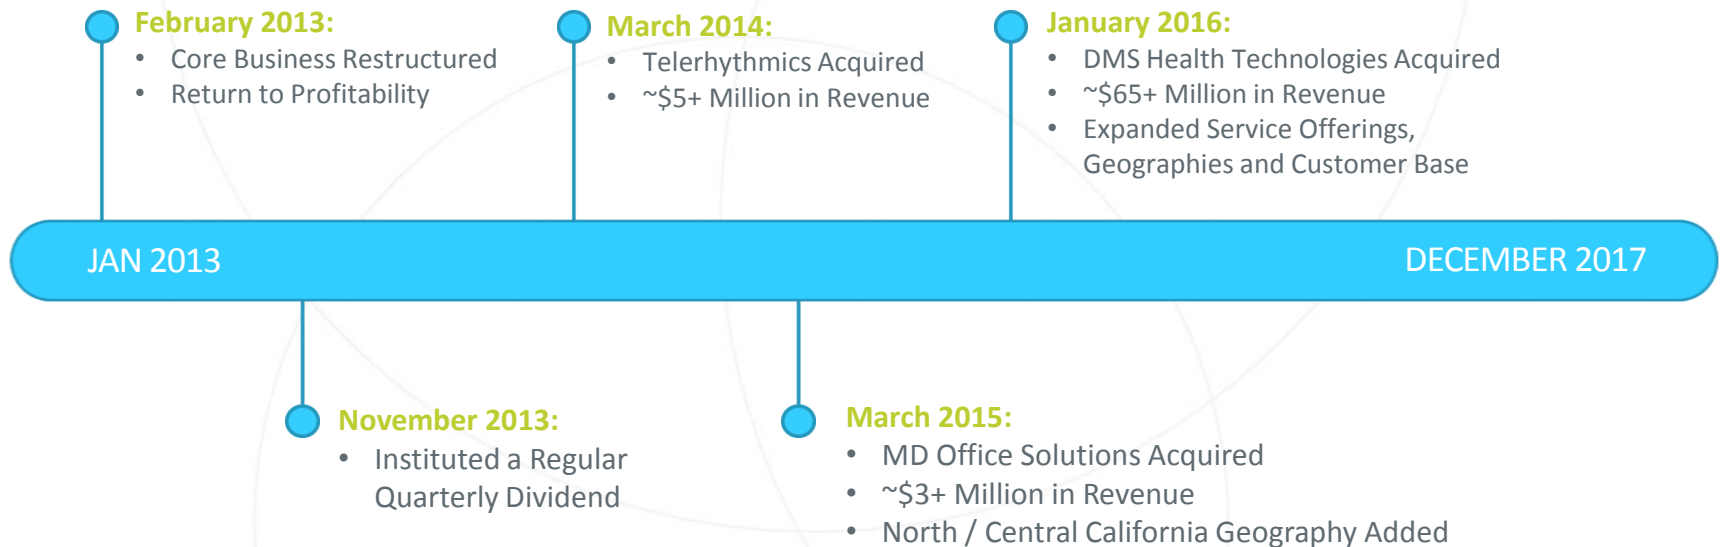 February 2013:
• Core Business Restructured
• Return to Profitability
March 2014:
• Telerhythmics Acquired
• ~$5+ Million in Revenue
January 2016:
• DMS Health Technologies Acquired
• ~$65+ Million in Revenue
• Expanded Service Offerings,
Geographies and Customer Base
JAN 2013
DECEMBER 2017
November 2013:
• Instituted a Regular
Quarterly Dividend
March 2015:
• MD Office Solutions Acquired
• ~$3+ Million in Revenue
• North / Central California Geography Added